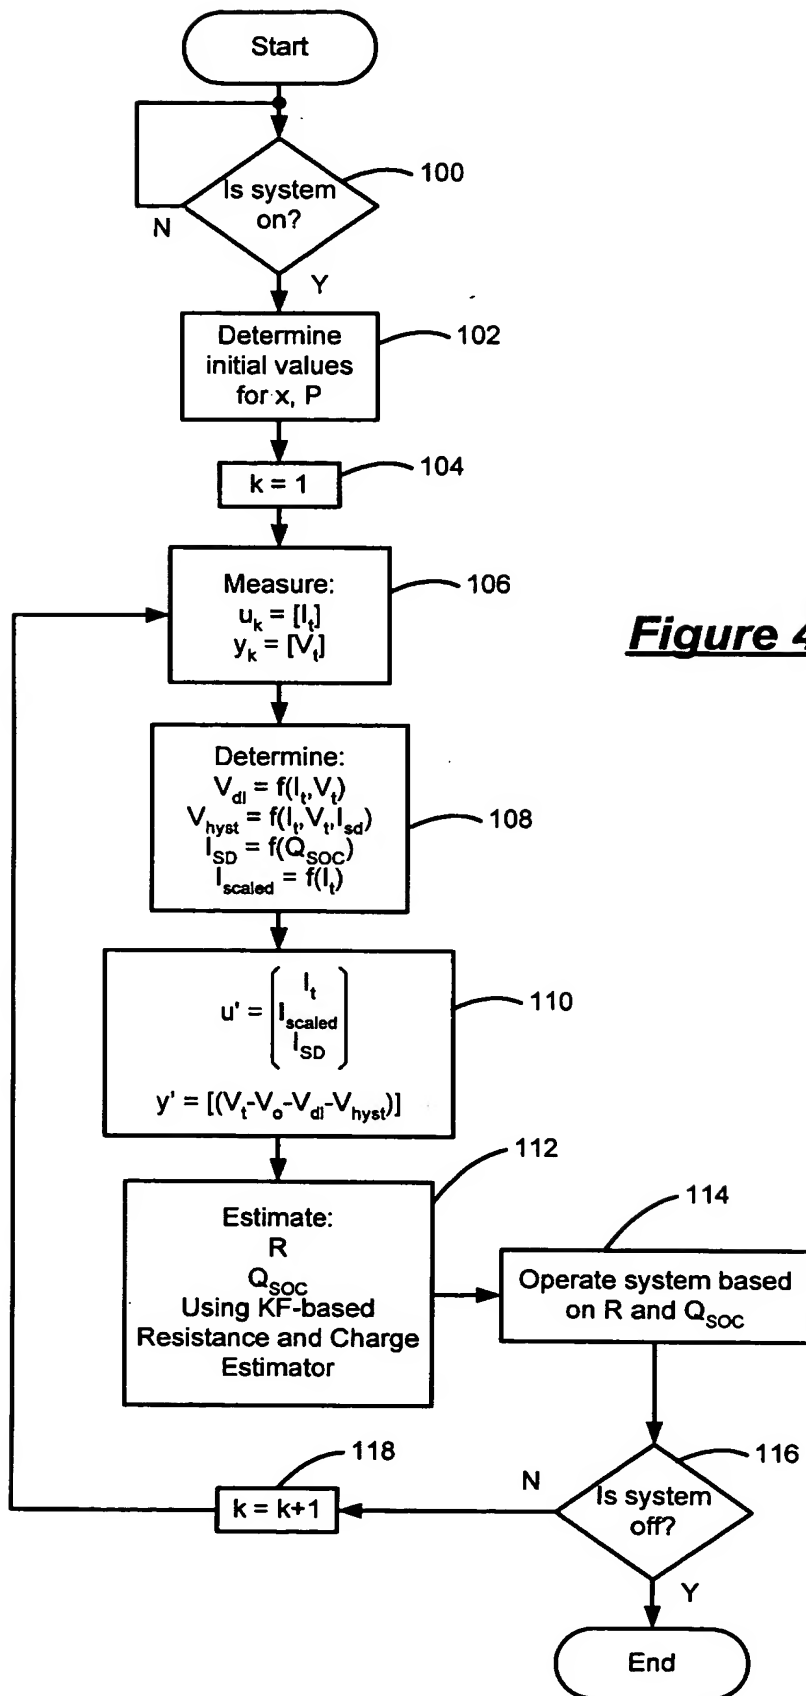 Start
Is system
on?
100
N
Y
Determine
initial values
for x, P
102
k = 1
104
Measure:
u_k = [I_t]
y_k = [V_t]
106
Figure 4
Determine:
V_dl = f(I_t, V_t)
V_hyst = f(I_t, V_t, I_sd)
I_SD = f(Q_SOC)
I_scaled = f(I_t)
108
u' = (I_t
I_scaled
I_SD)
y' = [(V_t-V_o-V_dl-V_hyst)]
110
112
Estimate:
R
Q_SOC
Using KF-based
Resistance and Charge
Estimator
114
Operate system based
on R and Q_SOC
116
Is system
off?
N
118
k = k+1
Y
End